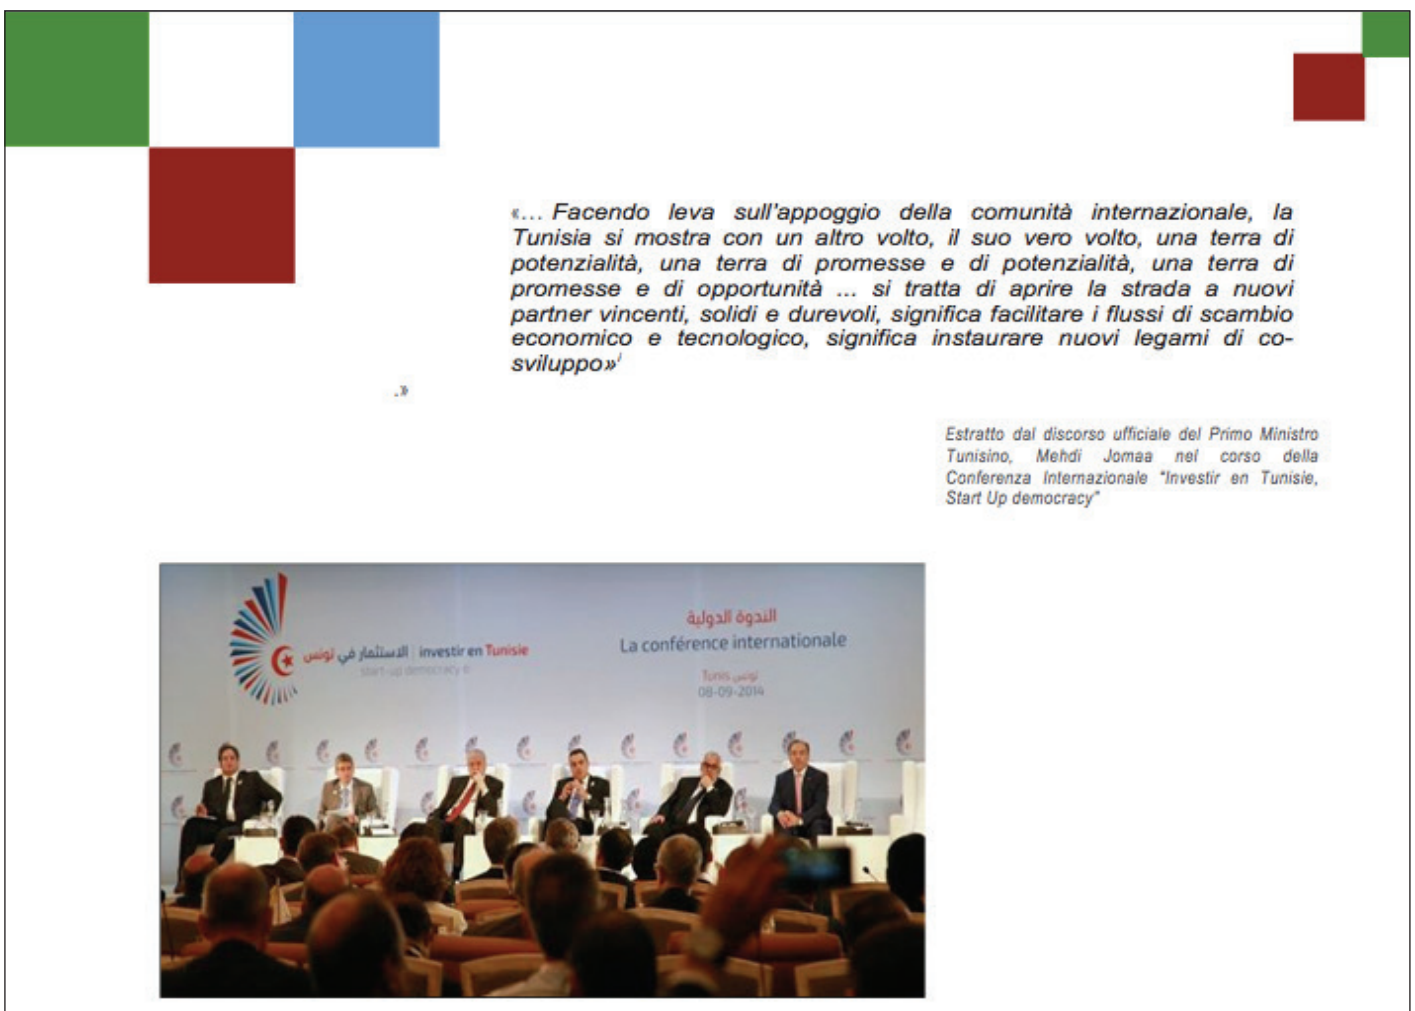 «… Facendo leva sull'appoggio della comunità internazionale, la
Tunisia si mostra con un altro volto, il suo vero volto, una terra di
potenzialità, una terra di promesse e di potenzialità, una terra di
promesse e di opportunità … si tratta di aprire la strada a nuovi
partner vincenti, solidi e durevoli, significa facilitare i flussi di scambio
economico e tecnologico, significa instaurare nuovi legami di co-
sviluppo»i
.»
Estratto dal discorso ufficiale del Primo Ministro
Tunisino, Mehdi Jomaa nel corso della
Conferenza Internazionale “Investir en Tunisie,
Start Up democracy”
الاستثمار في تونس | investir en Tunisie
start-up democracy
الندوة الدولية
La conférence internationale
Tunis تونس
08-09-2014